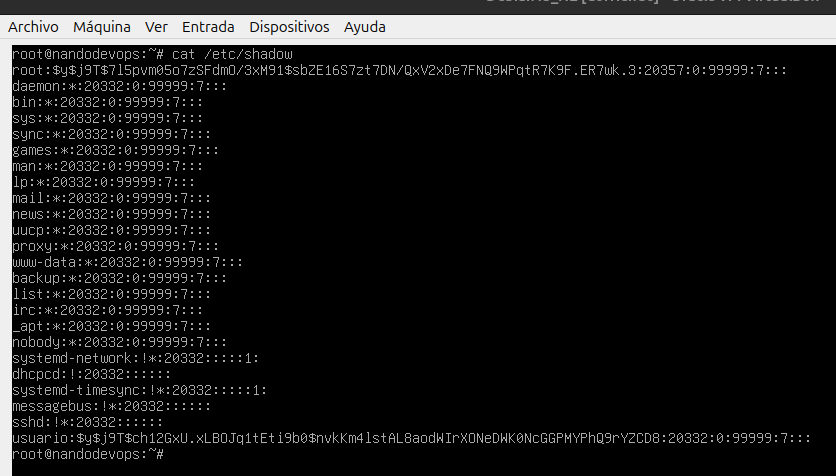 Archivo Máquina Ver Entrada Dispositivos Ayuda
root@nandodevops:~# cat /etc/shadow
root:$y$j9T$7l5pvm05o7zSFdmO/3xM91$sbZE16S7zt7DN/QxV2xDe7FNQ9WPqtR7K9F.ER7wk.3:20357:0:99999:7:::
daemon:*:20332:0:99999:7:::
bin:*:20332:0:99999:7:::
sys:*:20332:0:99999:7:::
sync:*:20332:0:99999:7:::
games:*:20332:0:99999:7:::
man:*:20332:0:99999:7:::
lp:*:20332:0:99999:7:::
mail:*:20332:0:99999:7:::
news:*:20332:0:99999:7:::
uucp:*:20332:0:99999:7:::
proxy:*:20332:0:99999:7:::
www-data:*:20332:0:99999:7:::
backup:*:20332:0:99999:7:::
list:*:20332:0:99999:7:::
irc:*:20332:0:99999:7:::
_apt:*:20332:0:99999:7:::
nobody:*:20332:0:99999:7:::
systemd-network:!*:20332:::::1:
dhcpcd:!:20332::::::
systemd-timesync:!*:20332:::::1:
messagebus:!*:20332::::::
sshd:!*:20332::::::
usuario:$y$j9T$ch12GxU.xLBOJq1tEti9b0$nvkKm4lstAL8aodWIrXONeDWK0NcGGPMYPhQ9rYZCD8:20332:0:99999:7:::
root@nandodevops:~#